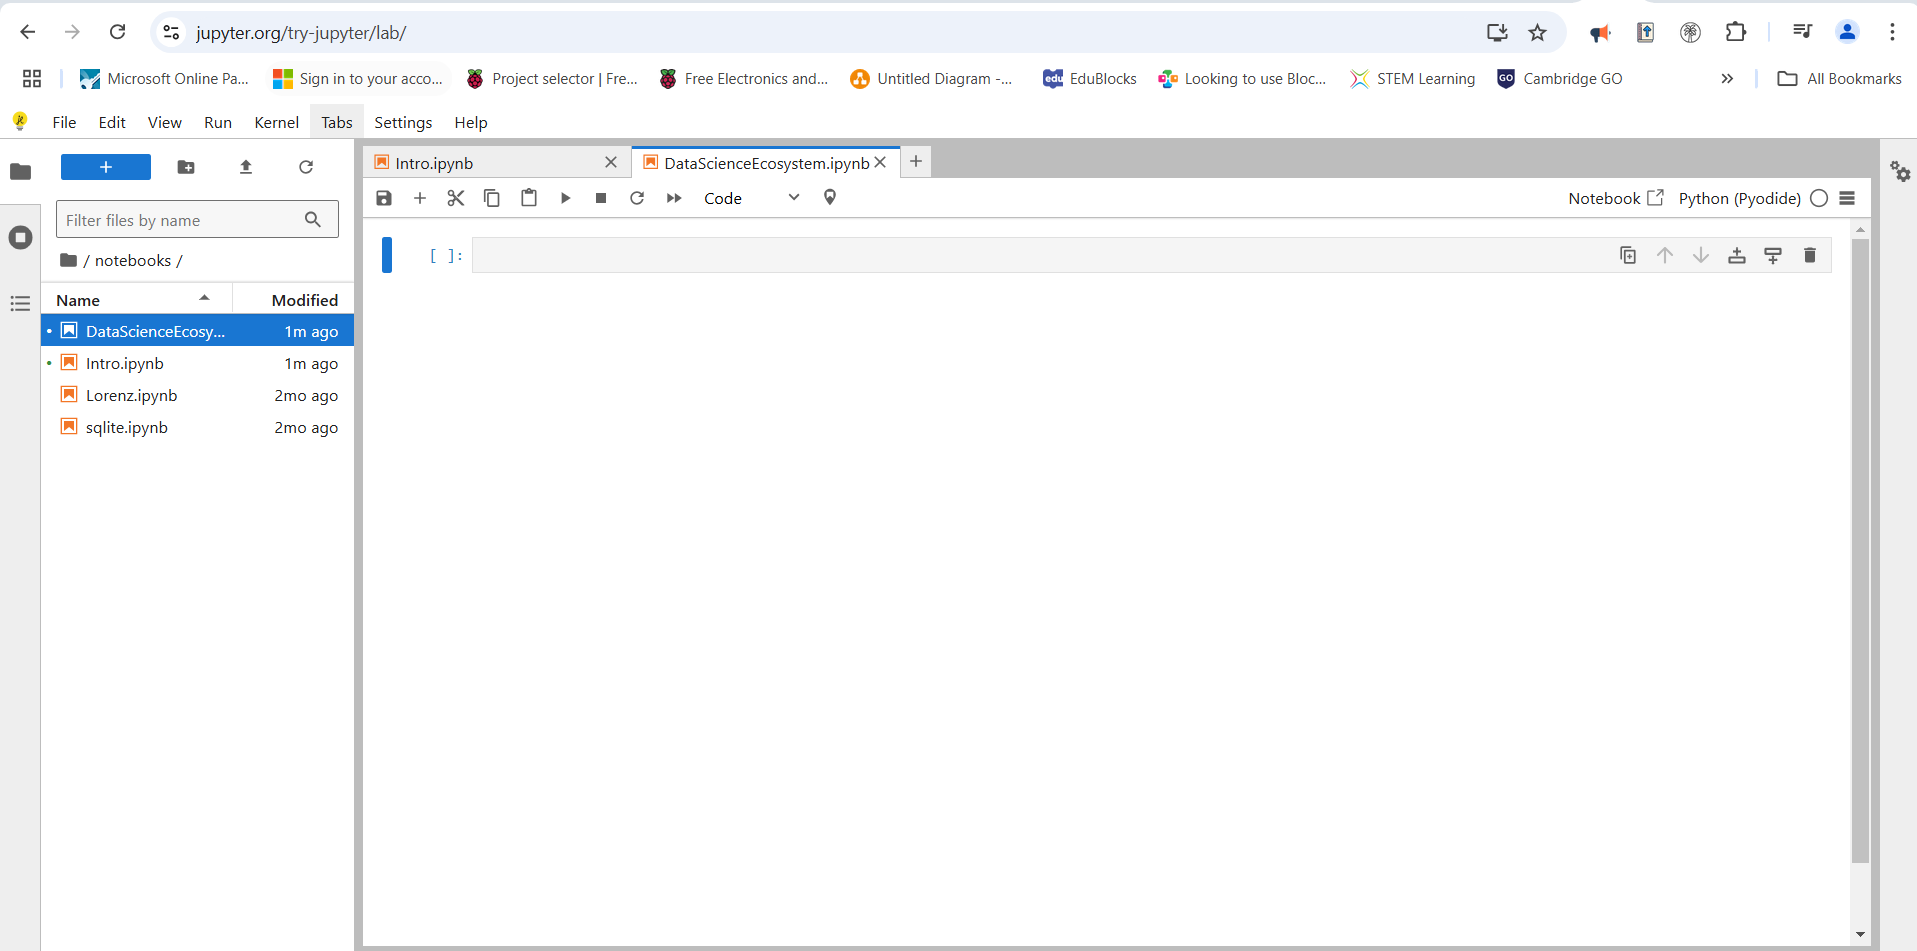 jupyter.org/try-jupyter/lab/
Microsoft Online Pa... Sign in to your acco... Project selector | Fre... Free Electronics and... Untitled Diagram -... edu EduBlocks Looking to use Bloc... STEM Learning GO Cambridge GO » All Bookmarks
File Edit View Run Kernel Tabs Settings Help
+
Intro.ipynb DataScienceEcosystem.ipynb
Code Notebook Python (Pyodide)
Filter files by name
/ notebooks /
[ ]:
Name Modified
DataScienceEcosy... 1m ago
Intro.ipynb 1m ago
Lorenz.ipynb 2mo ago
sqlite.ipynb 2mo ago